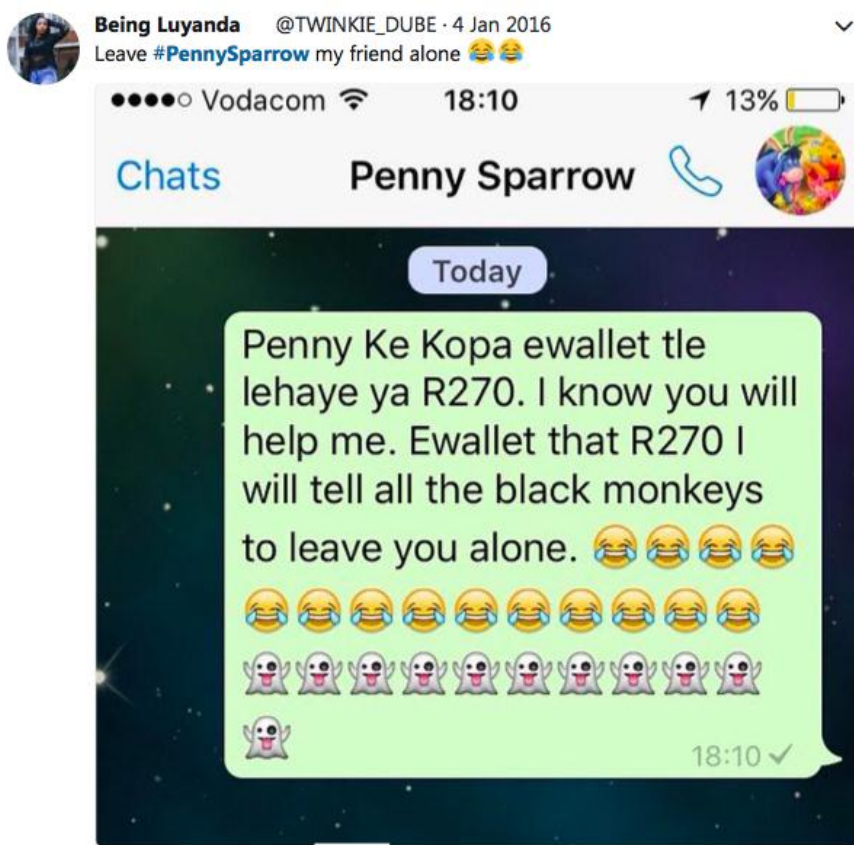 Being Luyanda @TWINKIE_DUBE · 4 Jan 2016
Leave #PennySparrow my friend alone 😂😂
Vodacom 18:10 13%
Chats Penny Sparrow
Today
Penny Ke Kopa ewallet tle
lehaye ya R270. I know you will
help me. Ewallet that R270 I
will tell all the black monkeys
to leave you alone. 😂😂😂😂
😂😂😂😂😂😂😂😂😂😂
👻👻👻👻👻👻👻👻👻👻
👻
18:10 ✓